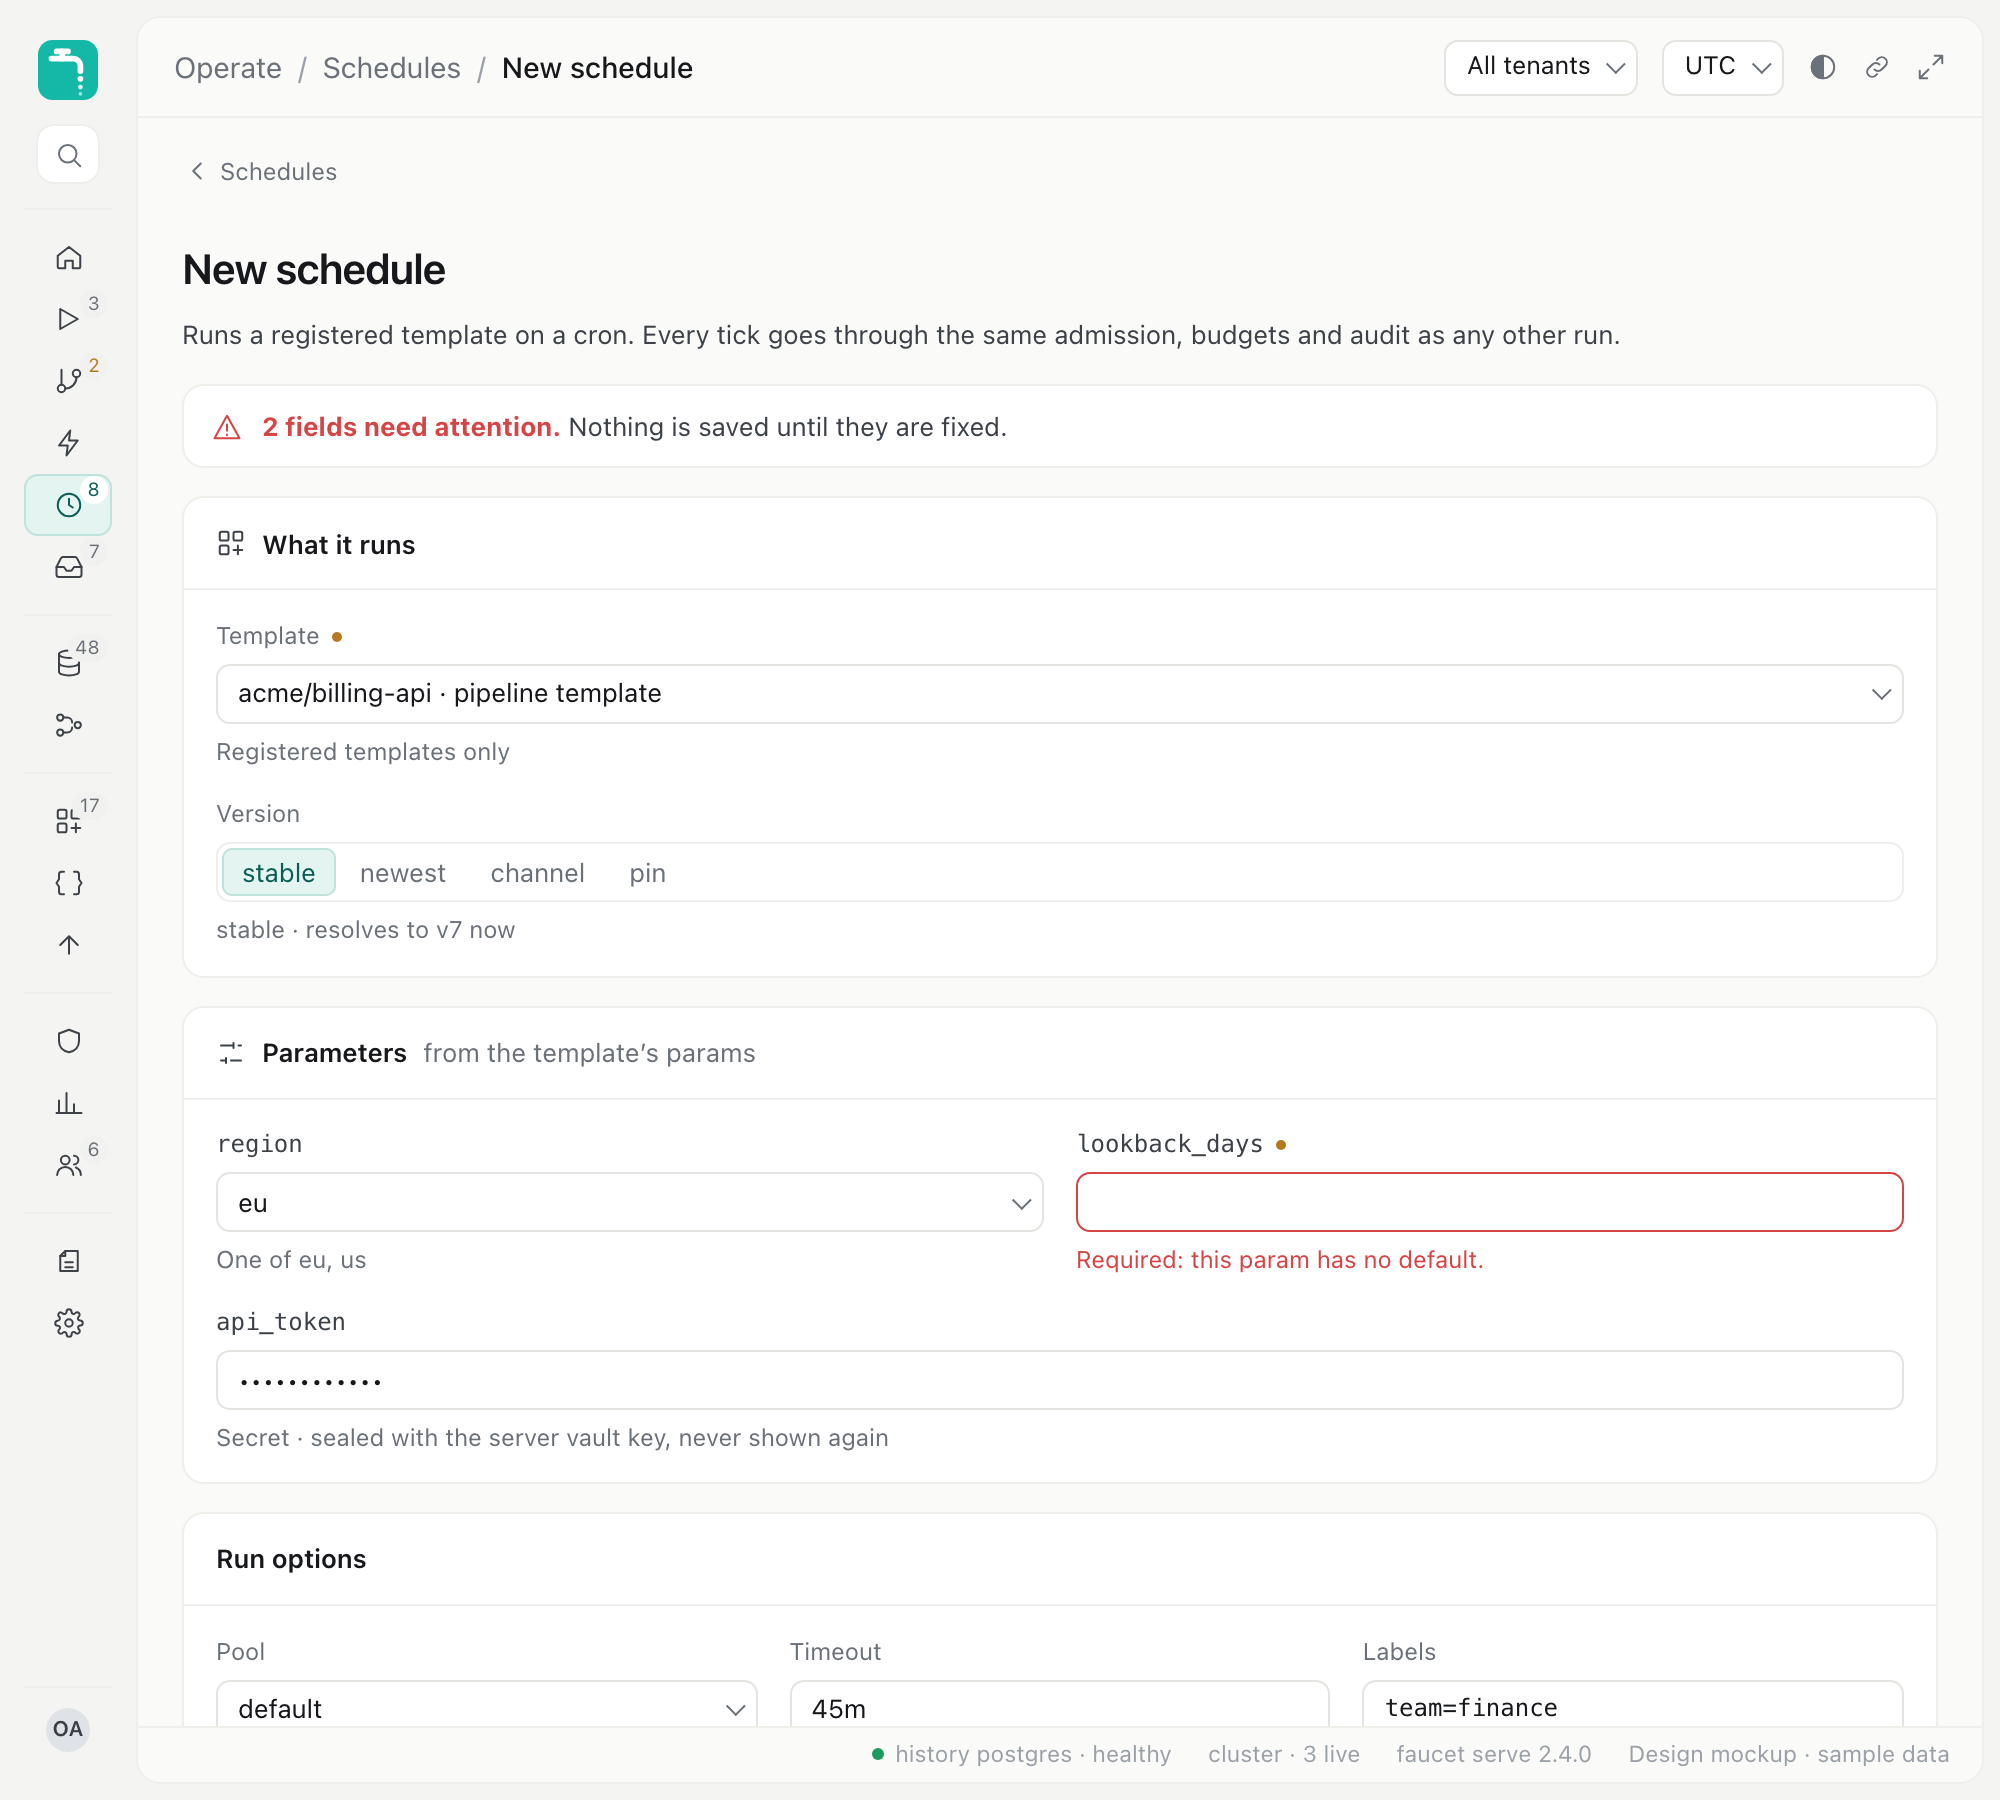 Operate / Schedules / New schedule
All tenants
UTC
Schedules
New schedule
Runs a registered template on a cron. Every tick goes through the same admission, budgets and audit as any other run.
2 fields need attention. Nothing is saved until they are fixed.
3
2
8
7
48
17
6
OA
What it runs
Template
acme/billing-api · pipeline template
Registered templates only
Version
stable newest channel pin
stable · resolves to v7 now
Parameters from the template’s params
region
eu
One of eu, us
lookback_days
Required: this param has no default.
api_token
••••••••••••
Secret · sealed with the server vault key, never shown again
Run options
Pool
default
Timeout
45m
Labels
team=finance
history postgres · healthy
cluster · 3 live
faucet serve 2.4.0
Design mockup · sample data